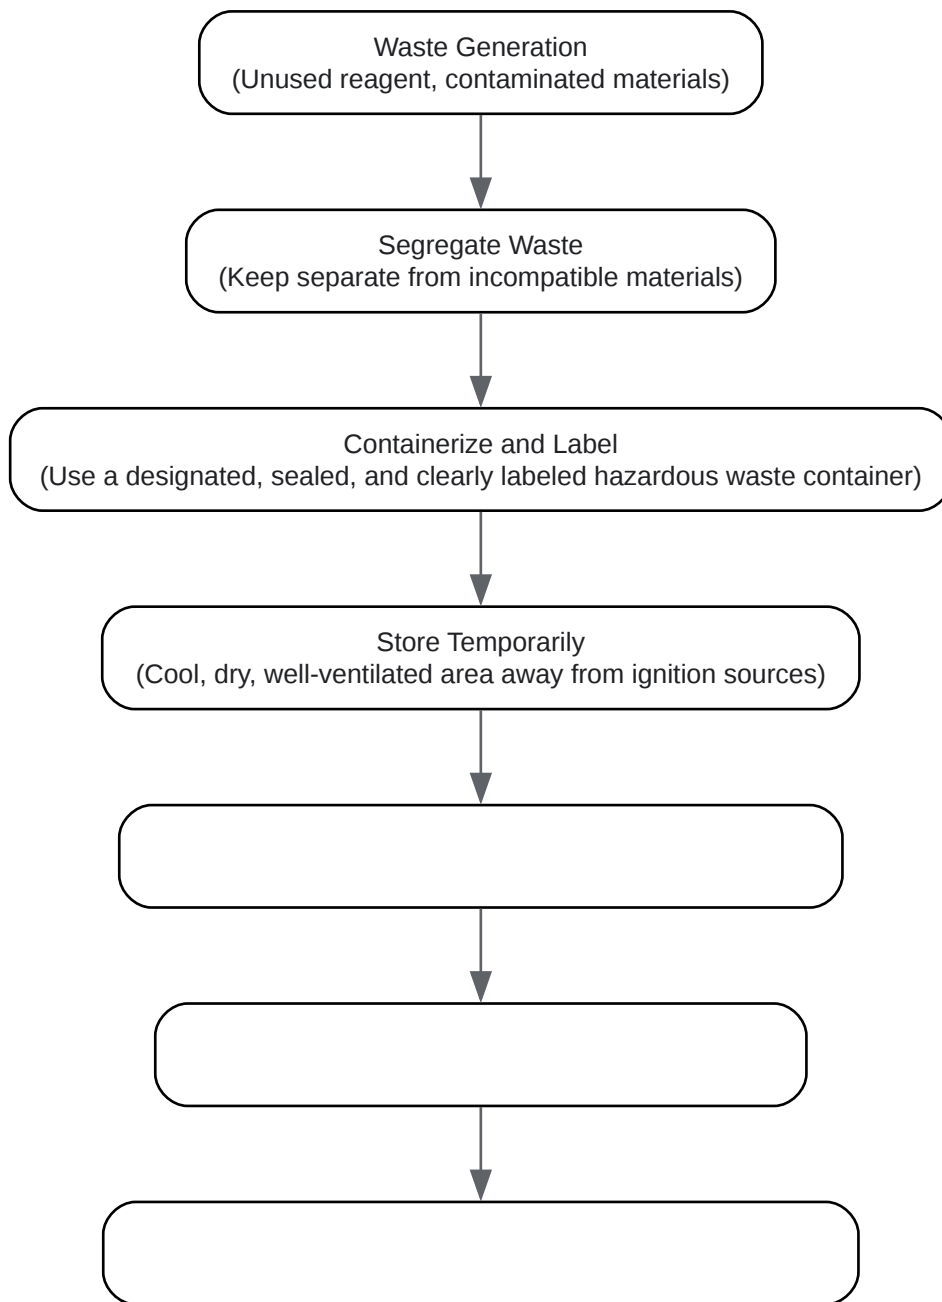 Waste Generation
(Unused reagent, contaminated materials)
Segregate Waste
(Keep separate from incompatible materials)
Containerize and Label
(Use a designated, sealed, and clearly labeled hazardous waste container)
Store Temporarily
(Cool, dry, well-ventilated area away from ignition sources)